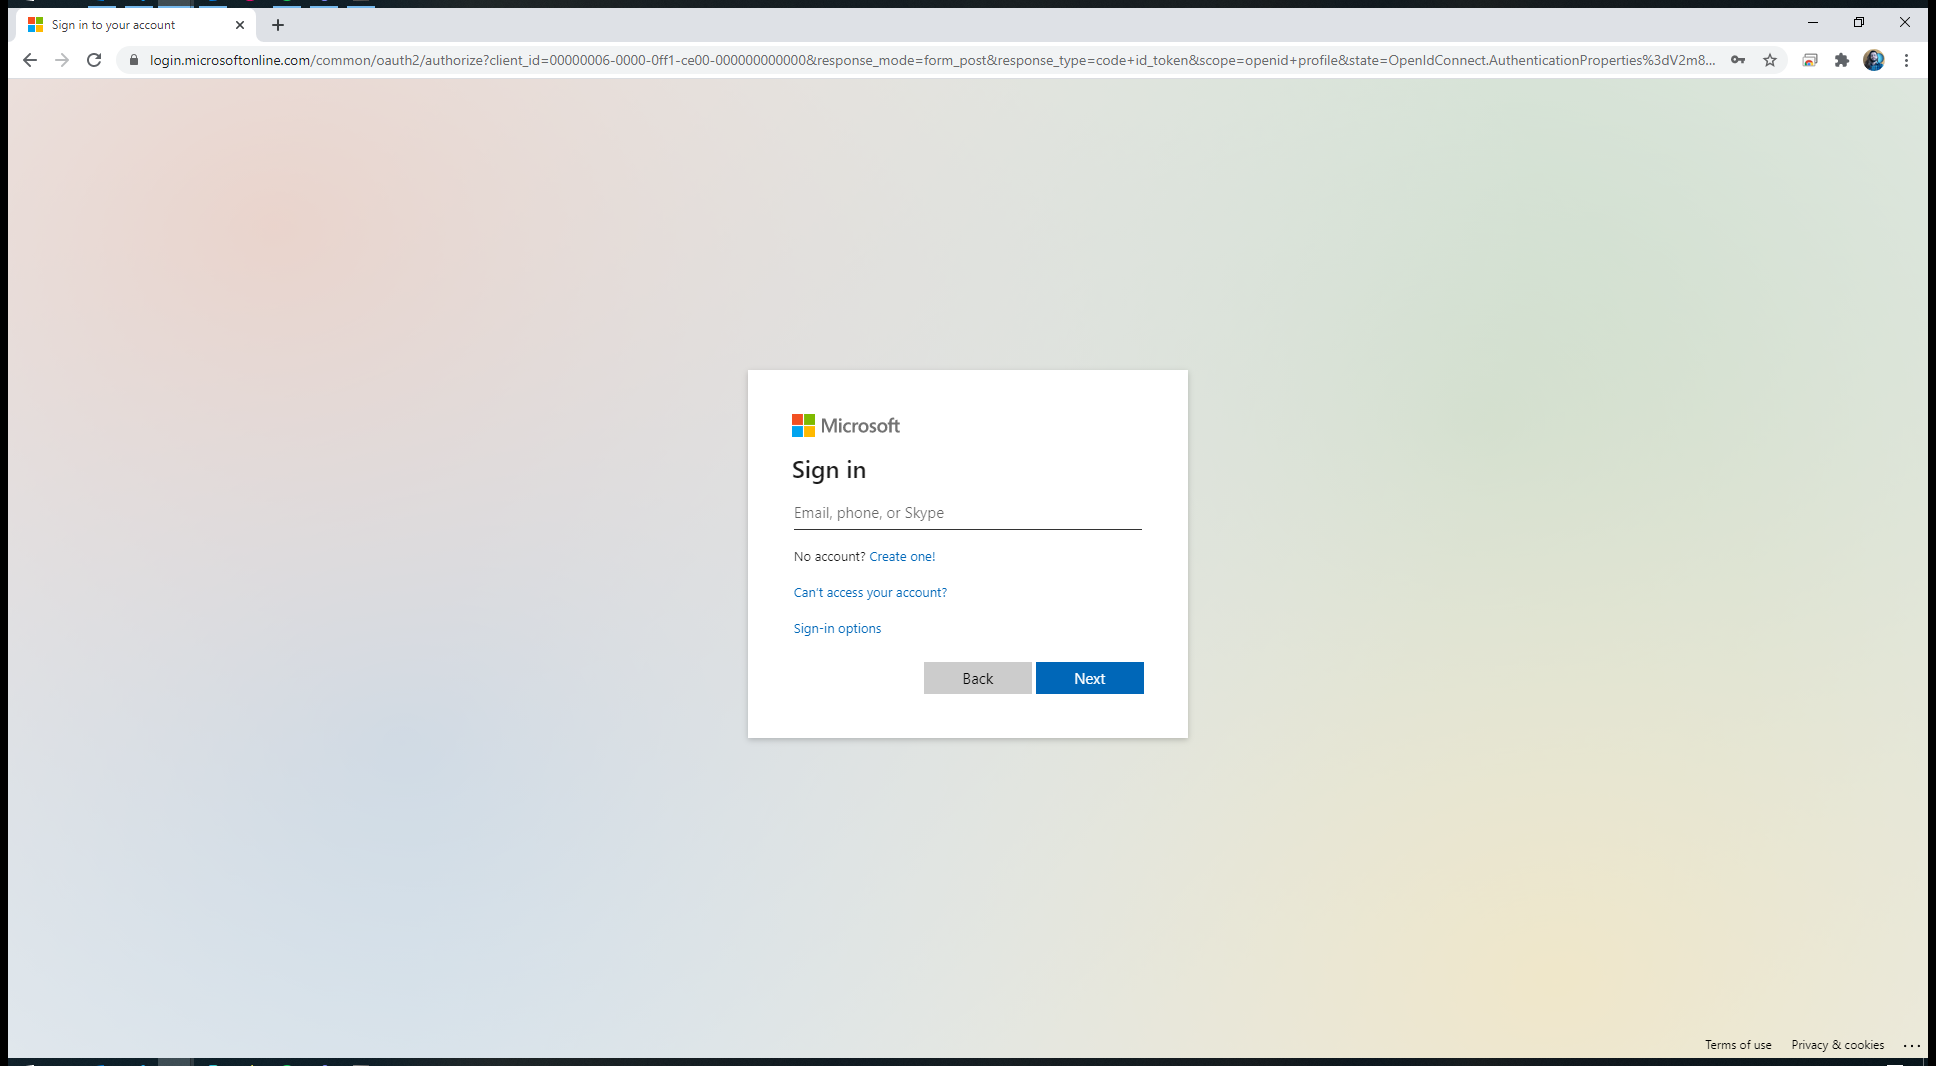 Sign in to your account
login.microsoftonline.com/common/oauth2/authorize?client_id=00000006-0000-0ff1-ce00-000000000000&response_mode=form_post&response_type=code+id_token&scope=openid+profile&state=OpenIdConnect.AuthenticationProperties%3dV2m8...
Microsoft
Sign in
Email, phone, or Skype
No account? Create one!
Can't access your account?
Sign-in options
Back
Next
Terms of use
Privacy & cookies